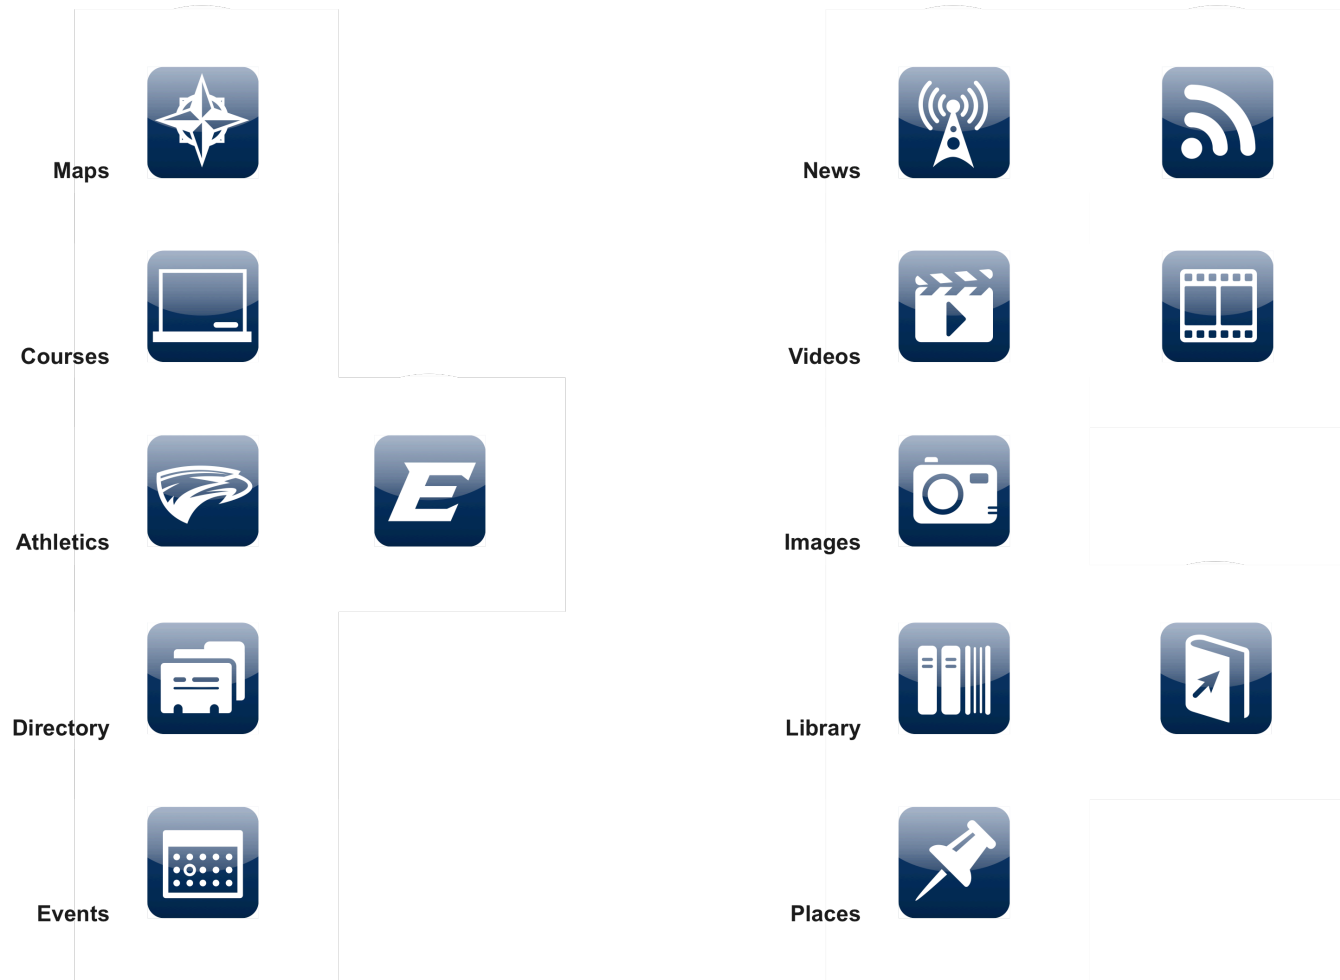 Maps
Courses
Athletics
E
Directory
Events
News
Videos
Images
Library
Places